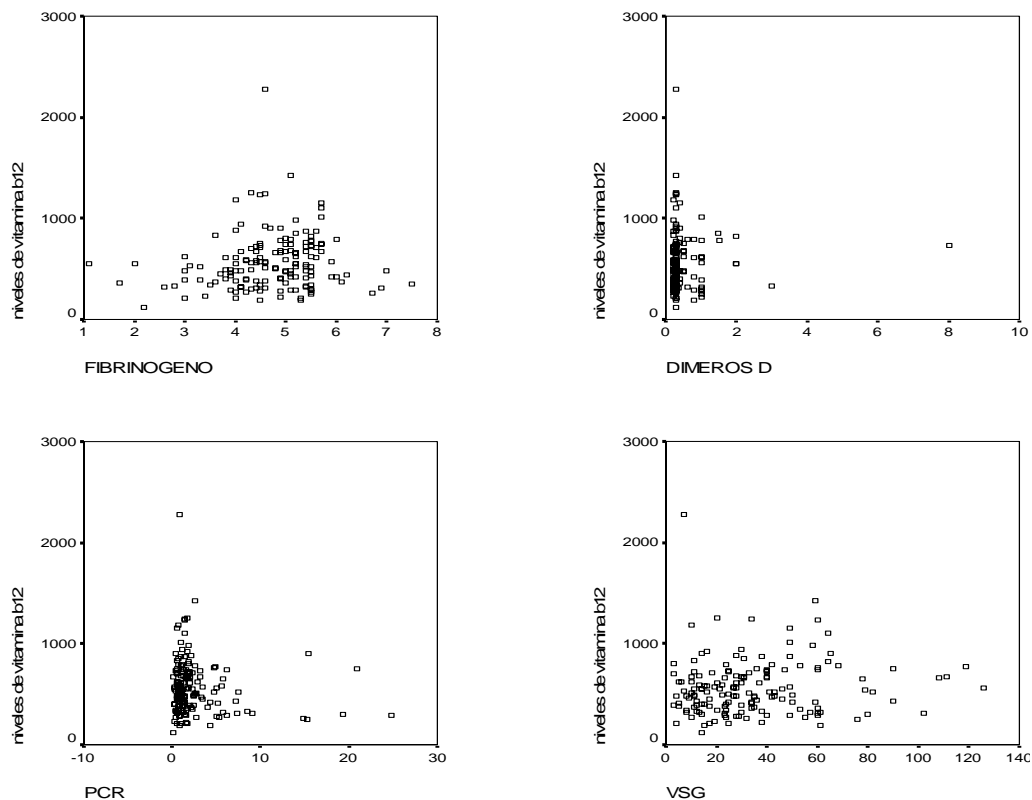 3000
2000
1000
0
niveles de vitamina b12
1 2 3 4 5 6 7 8
FIBRINOGENO
3000
2000
1000
0
niveles de vitamina b12
0 2 4 6 8 10
DIMEROS D
3000
2000
1000
0
niveles de vitamina b12
-10 0 10 20 30
PCR
3000
2000
1000
0
niveles de vitamina b12
0 20 40 60 80 100 120 140
VSG